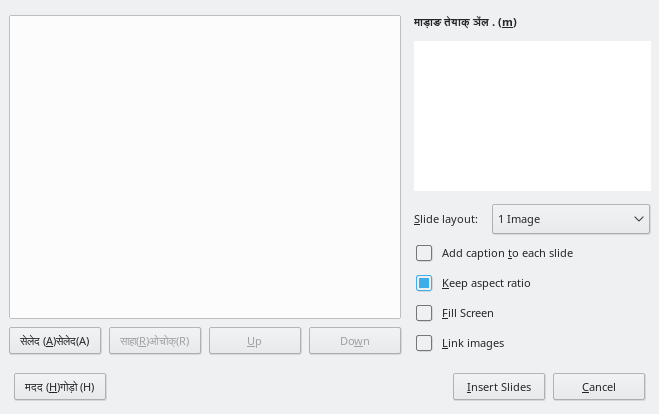 माड़ाङ तेयाक् ञेंल . (m)
Slide layout: 1 Image
Add caption to each slide
Keep aspect ratio
Fill Screen
Link images
सेलेद (A)सेलेद(A) साहा(R)ओचोक्(R) Up Down
मदद (H)गोड़ो (H) Insert Slides Cancel